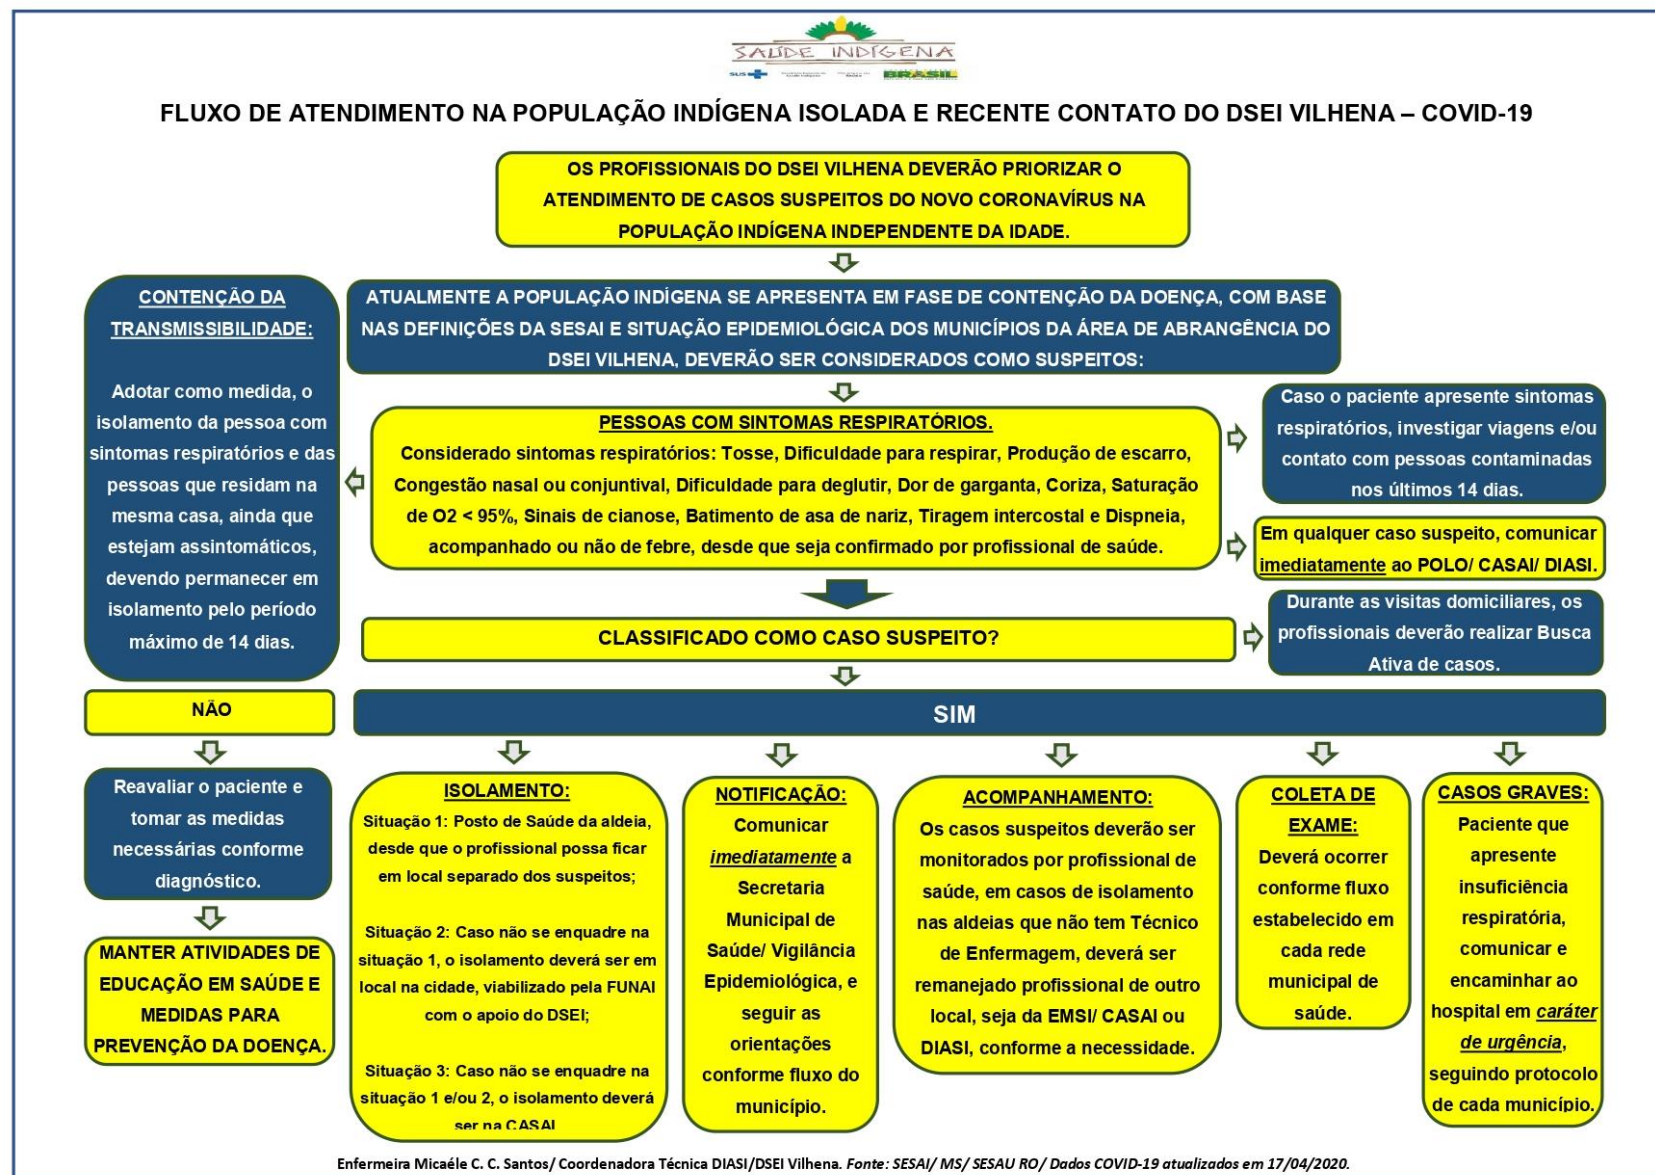 SAÚDE INDÍGENA
SUS
BRASIL
FLUXO DE ATENDIMENTO NA POPULAÇÃO INDÍGENA ISOLADA E RECENTE CONTATO DO DSEI VILHENA – COVID-19
OS PROFISSIONAIS DO DSEI VILHENA DEVERÃO PRIORIZAR O
ATENDIMENTO DE CASOS SUSPEITOS DO NOVO CORONAVÍRUS NA
POPULAÇÃO INDÍGENA INDEPENDENTE DA IDADE.
ATUALMENTE A POPULAÇÃO INDÍGENA SE APRESENTA EM FASE DE CONTENÇÃO DA DOENÇA, COM BASE
NAS DEFINIÇÕES DA SESAI E SITUAÇÃO EPIDEMIOLÓGICA DOS MUNICÍPIOS DA ÁREA DE ABRANGÊNCIA DO
DSEI VILHENA, DEVERÃO SER CONSIDERADOS COMO SUSPEITOS:
CONTENÇÃO DA
TRANSMISSIBILIDADE:
Adotar como medida, o
isolamento da pessoa com
sintomas respiratórios e das
pessoas que residam na
mesma casa, ainda que
estejam assintomáticos,
devendo permanecer em
isolamento pelo período
máximo de 14 dias.
PESSOAS COM SINTOMAS RESPIRATÓRIOS.
Considerado sintomas respiratórios: Tosse, Dificuldade para respirar, Produção de escarro,
Congestão nasal ou conjuntival, Dificuldade para deglutir, Dor de garganta, Coriza, Saturação
de O2 < 95%, Sinais de cianose, Batimento de asa de nariz, Tiragem intercostal e Dispneia,
acompanhado ou não de febre, desde que seja confirmado por profissional de saúde.
Caso o paciente apresente sintomas
respiratórios, investigar viagens e/ou
contato com pessoas contaminadas
nos últimos 14 dias.
Em qualquer caso suspeito, comunicar
imediatamente ao POLO/ CASAI/ DIASI.
CLASSIFICADO COMO CASO SUSPEITO?
Durante as visitas domiciliares, os
profissionais deverão realizar Busca
Ativa de casos.
NÃO
SIM
Reavaliar o paciente e
tomar as medidas
necessárias conforme
diagnóstico.
MANTER ATIVIDADES DE
EDUCAÇÃO EM SAÚDE E
MEDIDAS PARA
PREVENÇÃO DA DOENÇA.
ISOLAMENTO:
Situação 1: Posto de Saúde da aldeia,
desde que o profissional possa ficar
em local separado dos suspeitos;
Situação 2: Caso não se enquadre na
situação 1, o isolamento deverá ser em
local na cidade, viabilizado pela FUNAI
com o apoio do DSEI;
Situação 3: Caso não se enquadre na
situação 1 e/ou 2, o isolamento deverá
ser na CASAI
NOTIFICAÇÃO:
Comunicar
imediatamente a
Secretaria
Municipal de
Saúde/ Vigilância
Epidemiológica, e
seguir as
orientações
conforme fluxo do
município.
ACOMPANHAMENTO:
Os casos suspeitos deverão ser
monitorados por profissional de
saúde, em casos de isolamento
nas aldeias que não tem Técnico
de Enfermagem, deverá ser
remanejado profissional de outro
local, seja da EMSI/ CASAI ou
DIASI, conforme a necessidade.
COLETA DE
EXAME:
Deverá ocorrer
conforme fluxo
estabelecido em
cada rede
municipal de
saúde.
CASOS GRAVES:
Paciente que
apresente
insuficiência
respiratória,
comunicar e
encaminhar ao
hospital em caráter
de urgência,
seguindo protocolo
de cada município.
Enfermeira Micaéle C. C. Santos/ Coordenadora Técnica DIASI/DSEI Vilhena. Fonte: SESAI/ MS/ SESAU RO/ Dados COVID-19 atualizados em 17/04/2020.